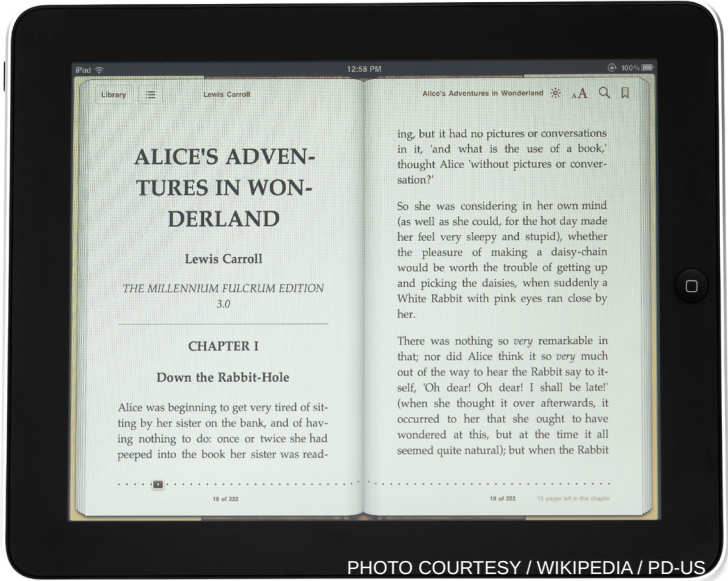 iPad
12:58 PM
100%
Library
Lewis Carroll
Alice's Adventures in Wonderland
AA
ALICE'S ADVEN-
TURES IN WON-
DERLAND
Lewis Carroll
THE MILLENNIUM FULCRUM EDITION
3.0
CHAPTER I
Down the Rabbit-Hole
Alice was beginning to get very tired of sit-
ting by her sister on the bank, and of hav-
ing nothing to do: once or twice she had
peeped into the book her sister was read-
18 of 222
ing, but it had no pictures or conversations
in it, 'and what is the use of a book,'
thought Alice 'without pictures or conver-
sation?'
So she was considering in her own mind
(as well as she could, for the hot day made
her feel very sleepy and stupid), whether
the pleasure of making a daisy-chain
would be worth the trouble of getting up
and picking the daisies, when suddenly a
White Rabbit with pink eyes ran close by
her.
There was nothing so very remarkable in
that; nor did Alice think it so very much
out of the way to hear the Rabbit say to it-
self, 'Oh dear! Oh dear! I shall be late!'
(when she thought it over afterwards, it
occurred to her that she ought to have
wondered at this, but at the time it all
seemed quite natural); but when the Rabbit
19 of 222
13 pages left in this chapter
PHOTO COURTESY / WIKIPEDIA / PD-US